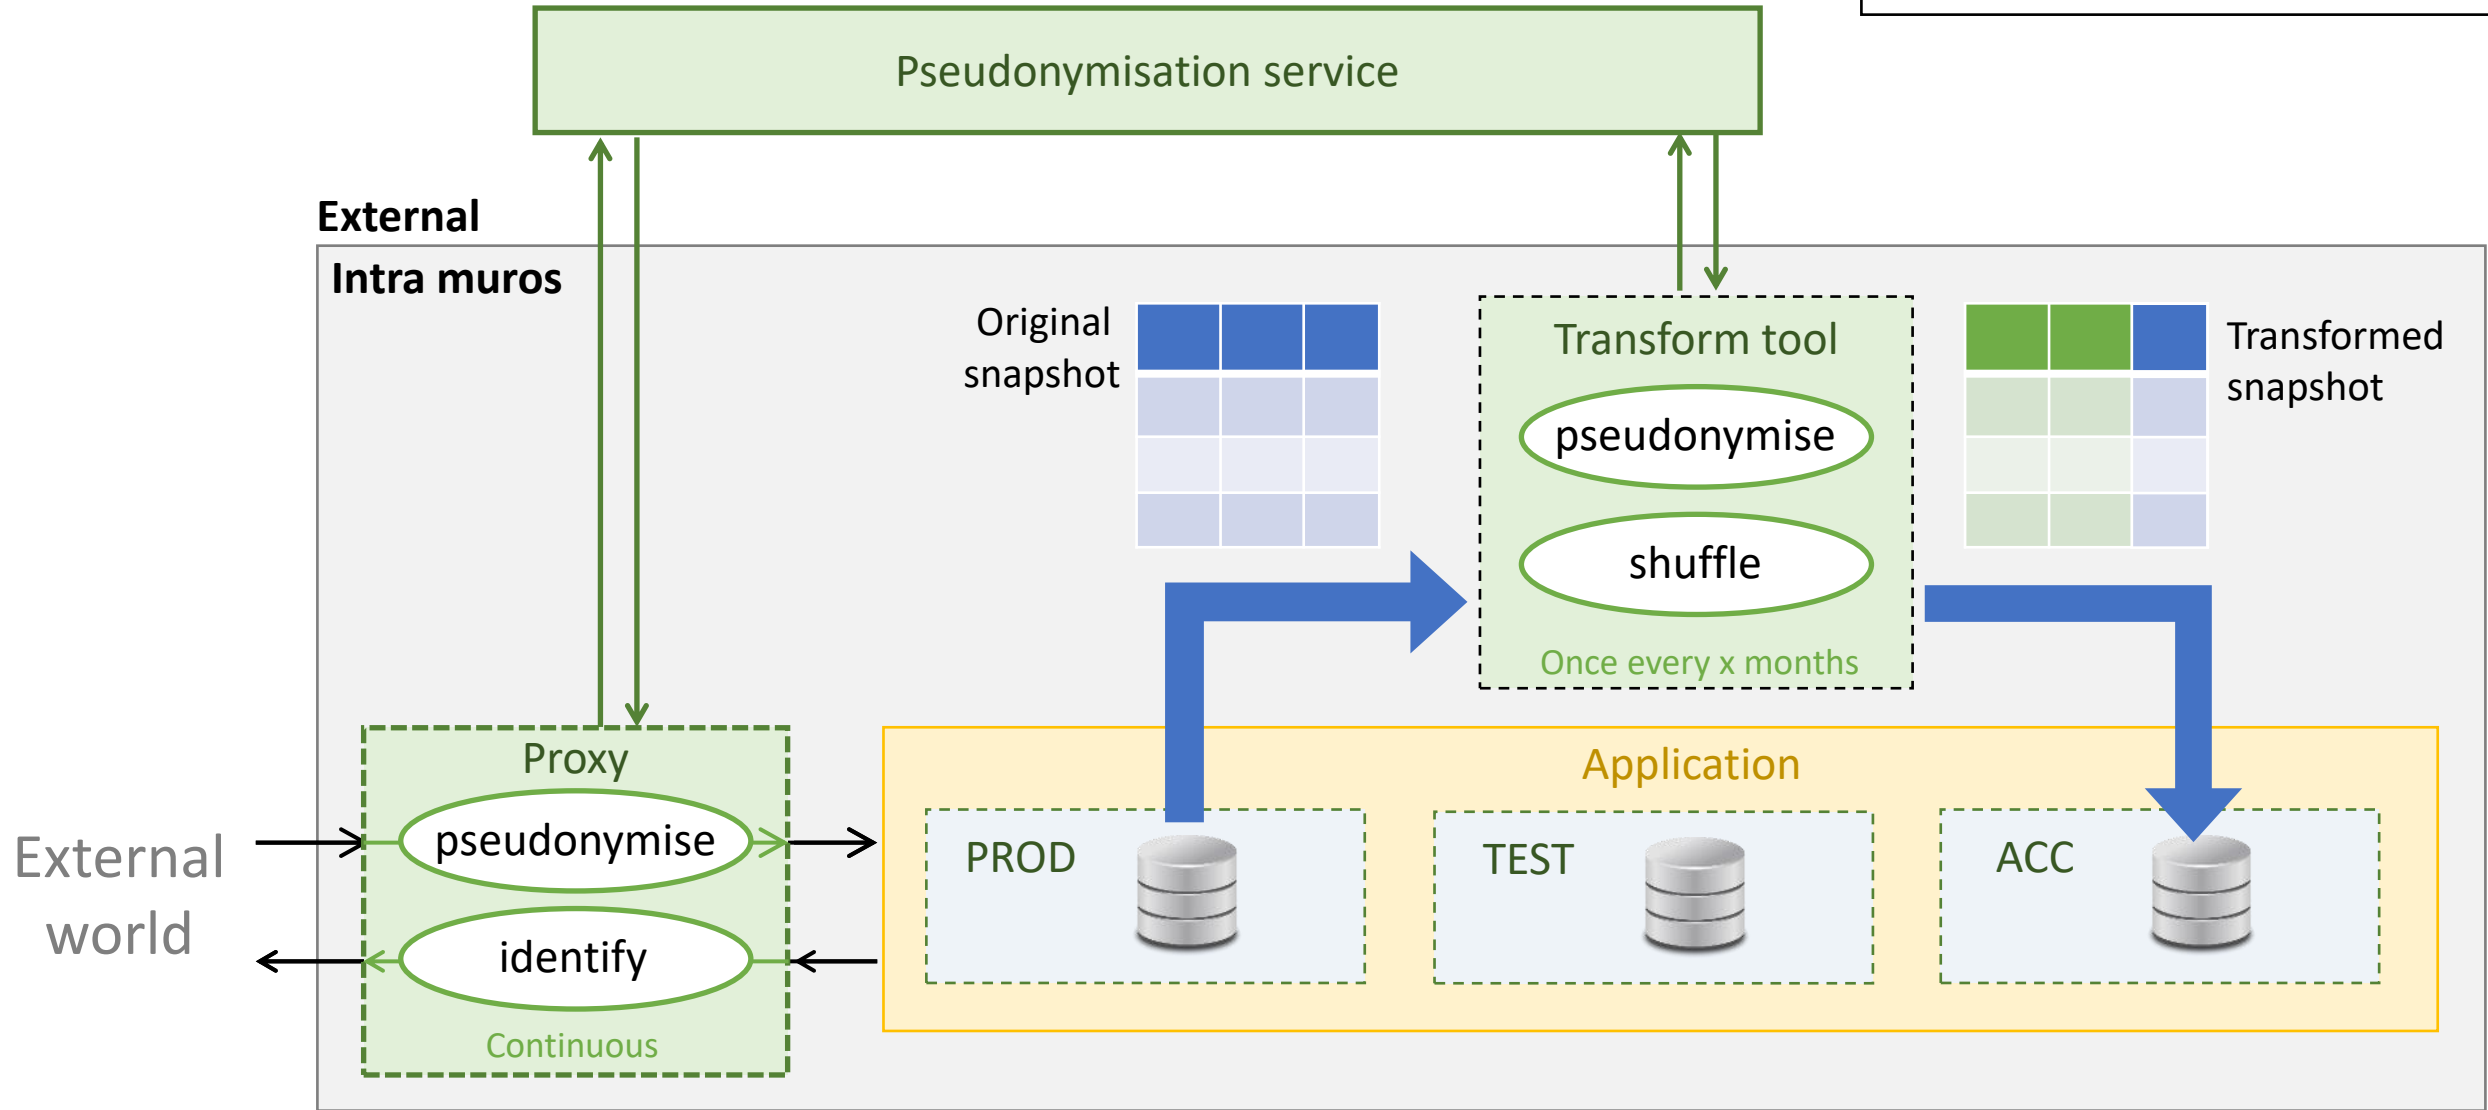 Pseudonymisation service
External
Intra muros
Original
snapshot
Transform tool
pseudonymise
shuffle
Once every x months
Transformed
snapshot
Proxy
pseudonymise
identify
Continuous
External
world
Application
PROD
TEST
ACC